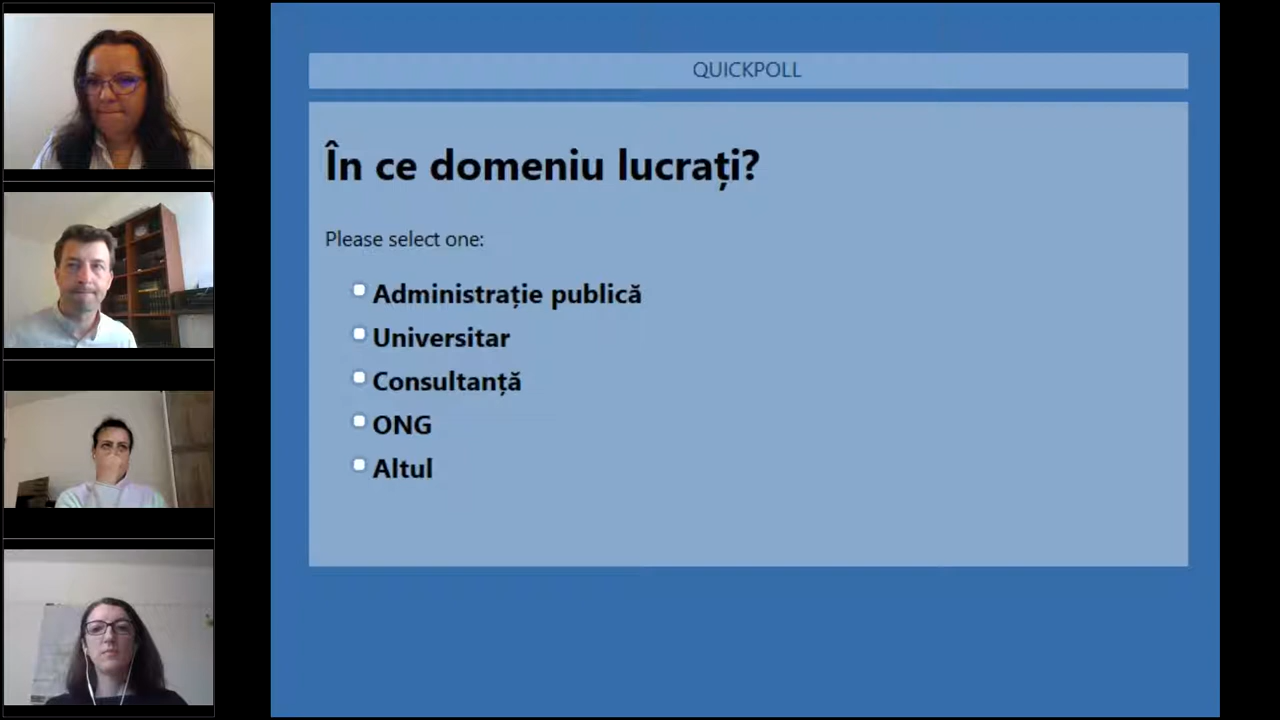 QUICKPOLL
În ce domeniu lucrați?
Please select one:
Administrație publică
Universitar
Consultanță
ONG
Altul